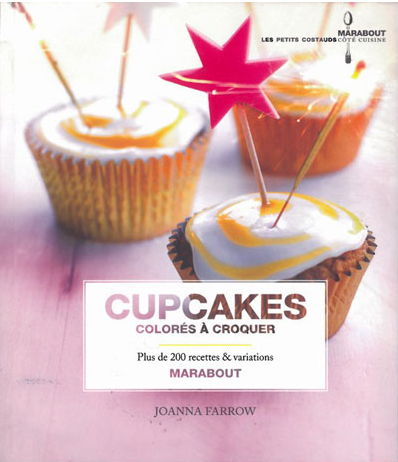 MARABOUT
LES PETITS COSTAUDS CÔTÉ CUISINE
CUPCAKES
COLORÉS À CROQUER
Plus de 200 recettes & variations
MARABOUT
JOANNA FARROW